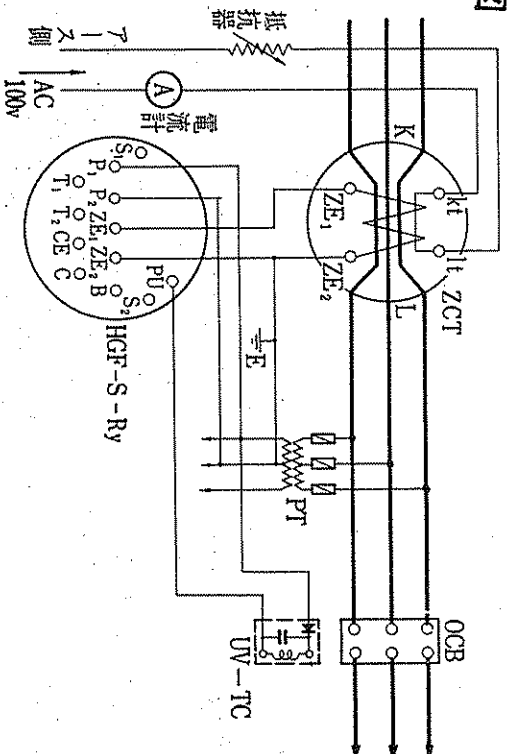 図
抵抗器
アース側
AC
100v
A
電流計
K
kt
lt
ZCT
L
ZE₁
ZE₂
S₁
P₁
P₂
ZE₁
ZE₂
PU
T₁
T₂
CE
C
B
S₂
HGF-S-Ry
E
PT
UV-TC
OCB